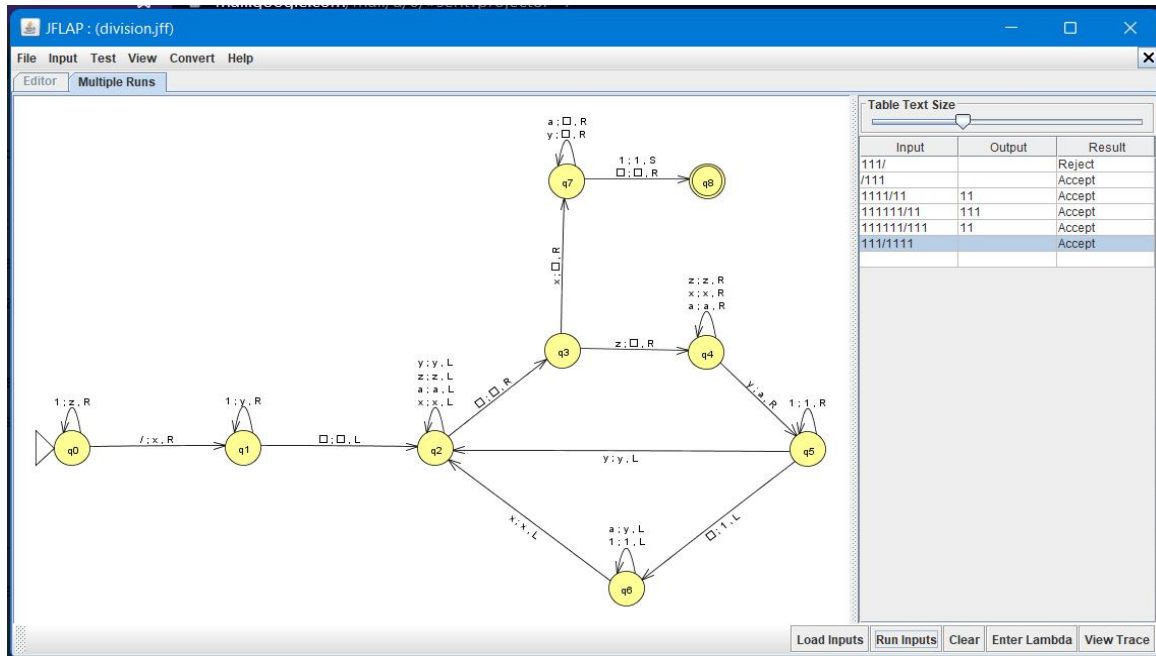 JFLAP : (division.jff)
File Input Test View Convert Help
Editor Multiple Runs
a ; □ , R
y ; □ , R
q7
1 ; 1 , S
□ ; □ , R
q8
x ; □ , R
z ; z , R
x ; x , R
a ; a , R
q3
z ; □ , R
q4
y ; y , L
z ; z , L
a ; a , L
x ; x , L
□ ; □ , R
y ; a , R
1 ; z , R
q0
/ ; x , R
1 ; y , R
q1
□ ; □ , L
q2
1 ; 1 , R
q5
y ; y , L
x ; x , L
□ ; 1 , L
a ; y , L
1 ; 1 , L
q6
Table Text Size
Input Output Result
111/ Reject
/111 Accept
1111/11 11 Accept
111111/11 111 Accept
111111/111 11 Accept
111/1111 Accept
Load Inputs Run Inputs Clear Enter Lambda View Trace